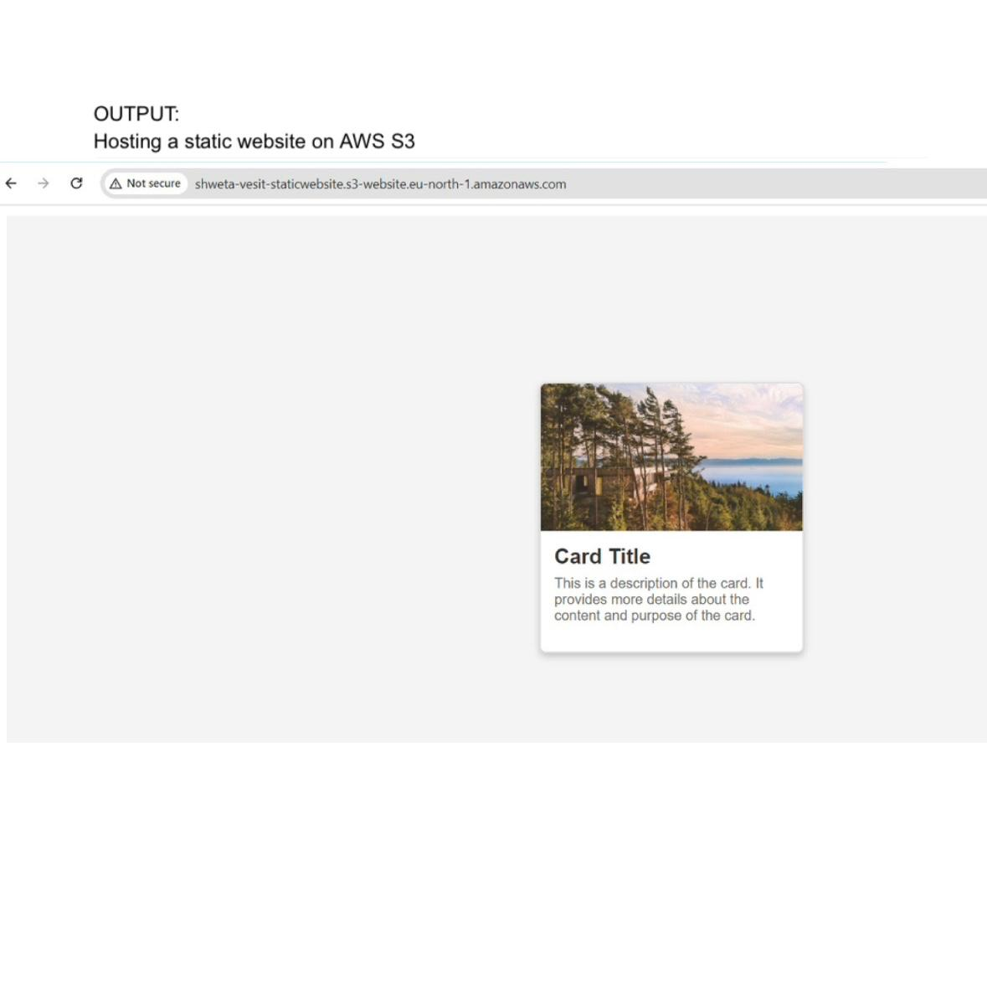 OUTPUT:
Hosting a static website on AWS S3
Not secure shweta-vesit-staticwebsite.s3-website.eu-north-1.amazonaws.com
Card Title
This is a description of the card. It
provides more details about the
content and purpose of the card.